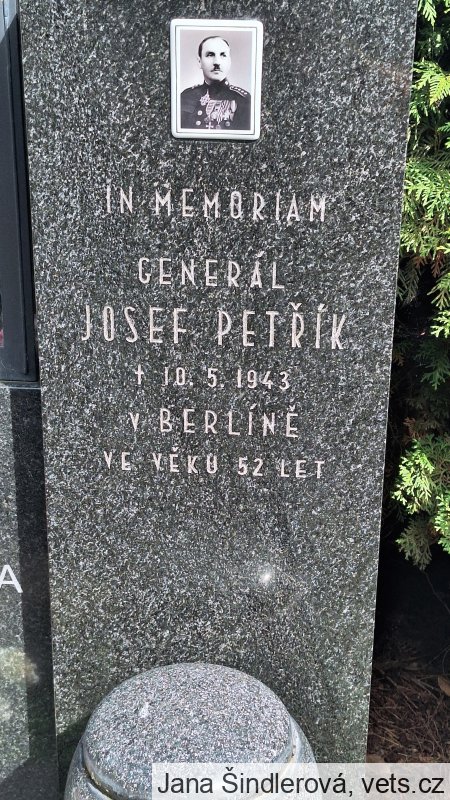 IN MEMORIAM
GENERÁL
JOSEF PETŘÍK
† 10. 5. 1943
V BERLÍNĚ
VE VĚKU 52 LET
A
Jana Šindlerová, vets.cz